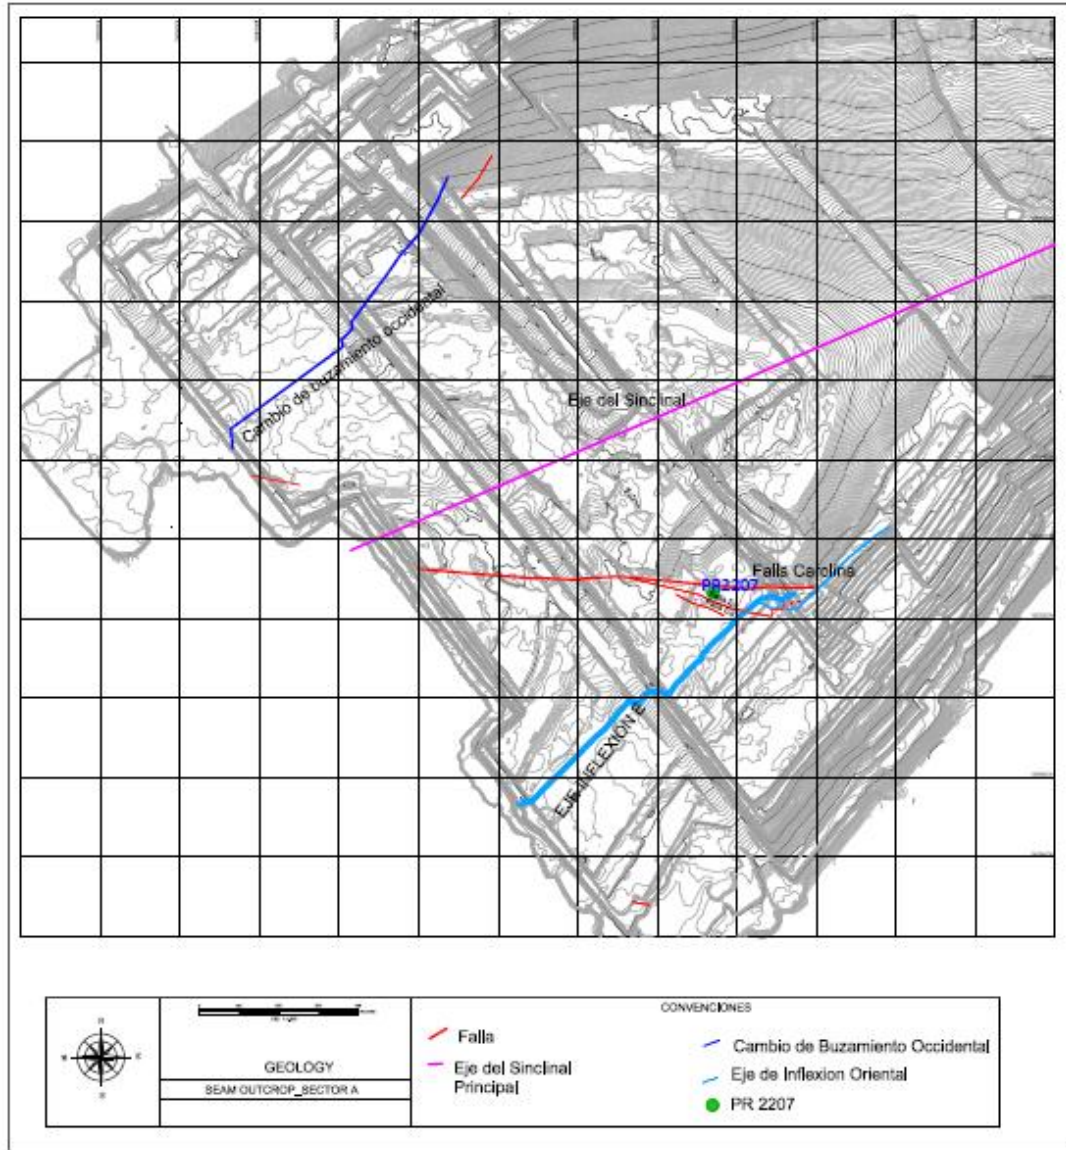 Cambio de buzamiento occidental
Eje del Sinclinal
Falla Carolina
PR2207
EJE INFLEXION E
CONVENCIONES
GEOLOGY
SEAM OUTCROP_SECTOR A
Falla
Eje del Sinclinal
Principal
Cambio de Buzamiento Occidental
Eje de Inflexion Oriental
PR 2207